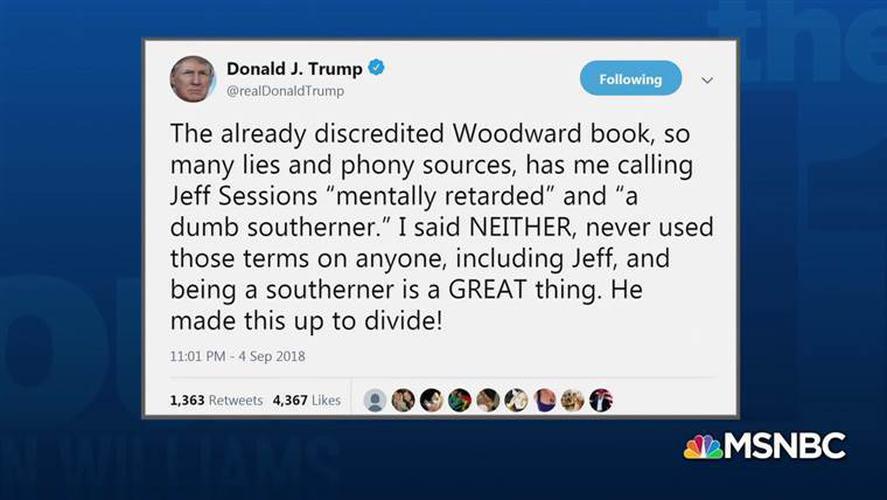 the
Donald J. Trump
@realDonaldTrump
Following
The already discredited Woodward book, so
many lies and phony sources, has me calling
Jeff Sessions “mentally retarded” and “a
dumb southerner.” I said NEITHER, never used
those terms on anyone, including Jeff, and
being a southerner is a GREAT thing. He
made this up to divide!
11:01 PM - 4 Sep 2018
1,363 Retweets 4,367 Likes
N WILLIAMS
MSNBC